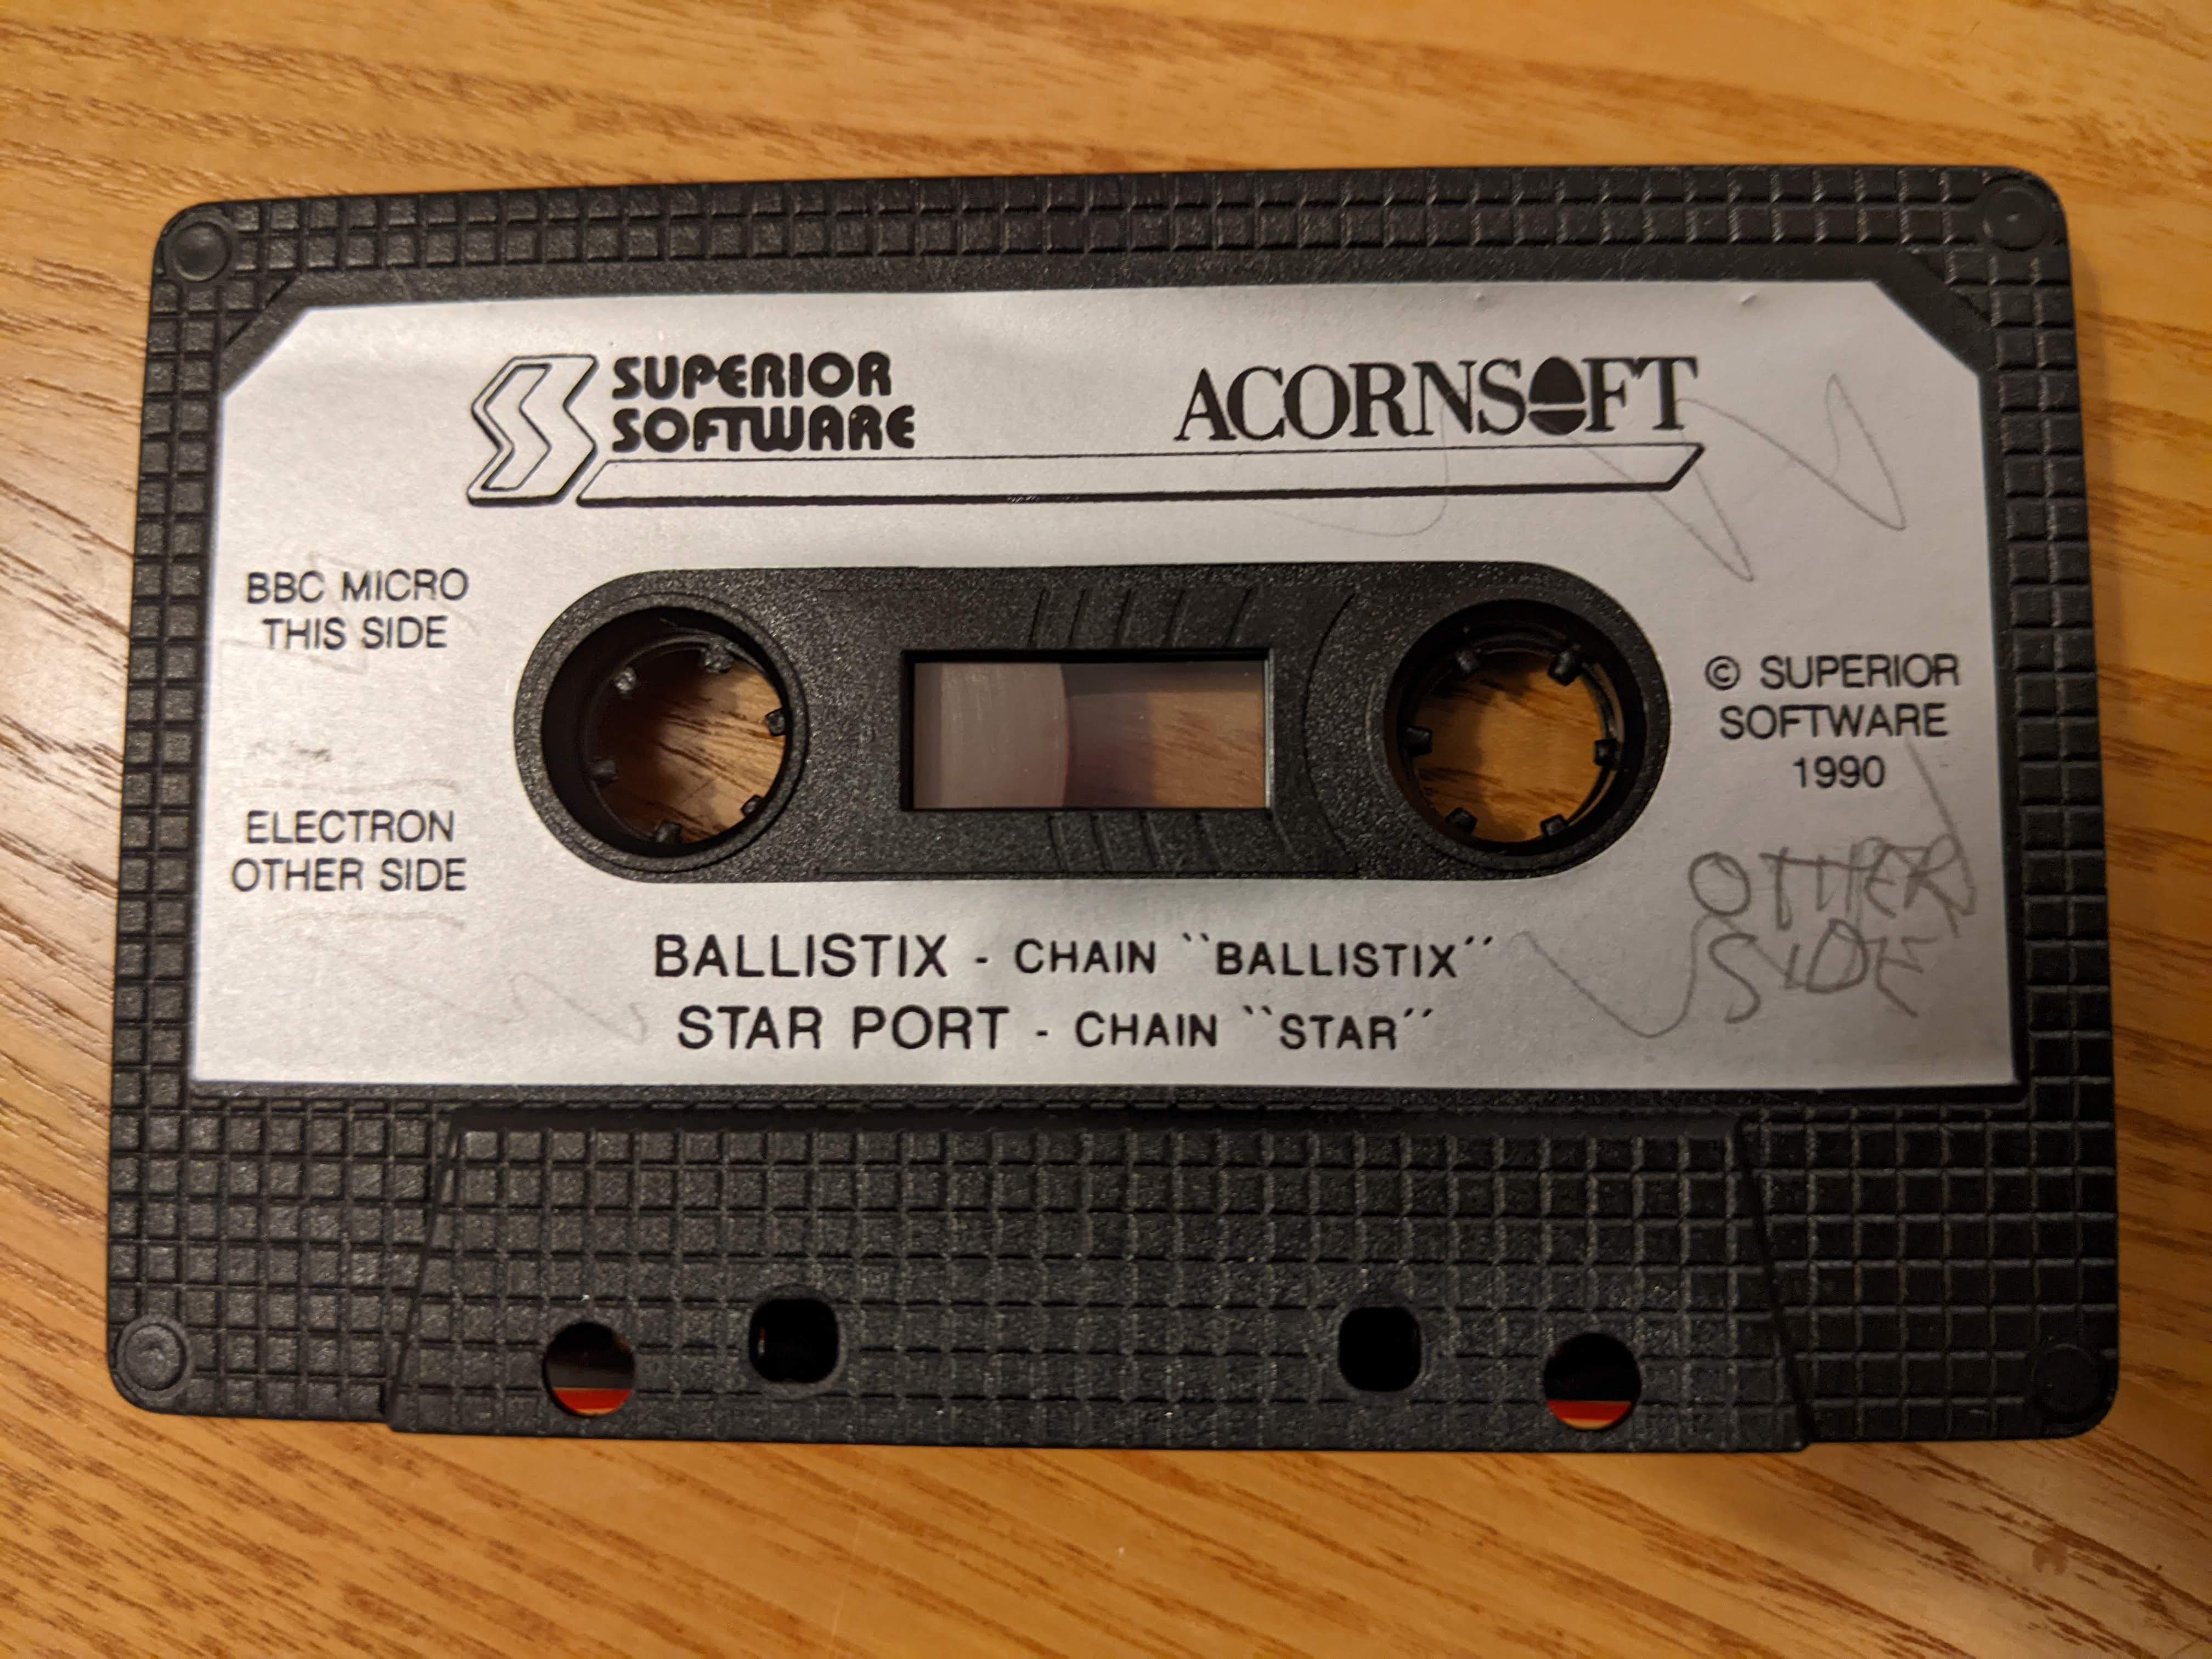 SUPERIOR
SOFTWARE
ACORNSOFT
BBC MICRO
THIS SIDE
ELECTRON
OTHER SIDE
© SUPERIOR
SOFTWARE
1990
OTHER
SIDE
BALLISTIX - CHAIN ``BALLISTIX´´
STAR PORT - CHAIN ``STAR´´